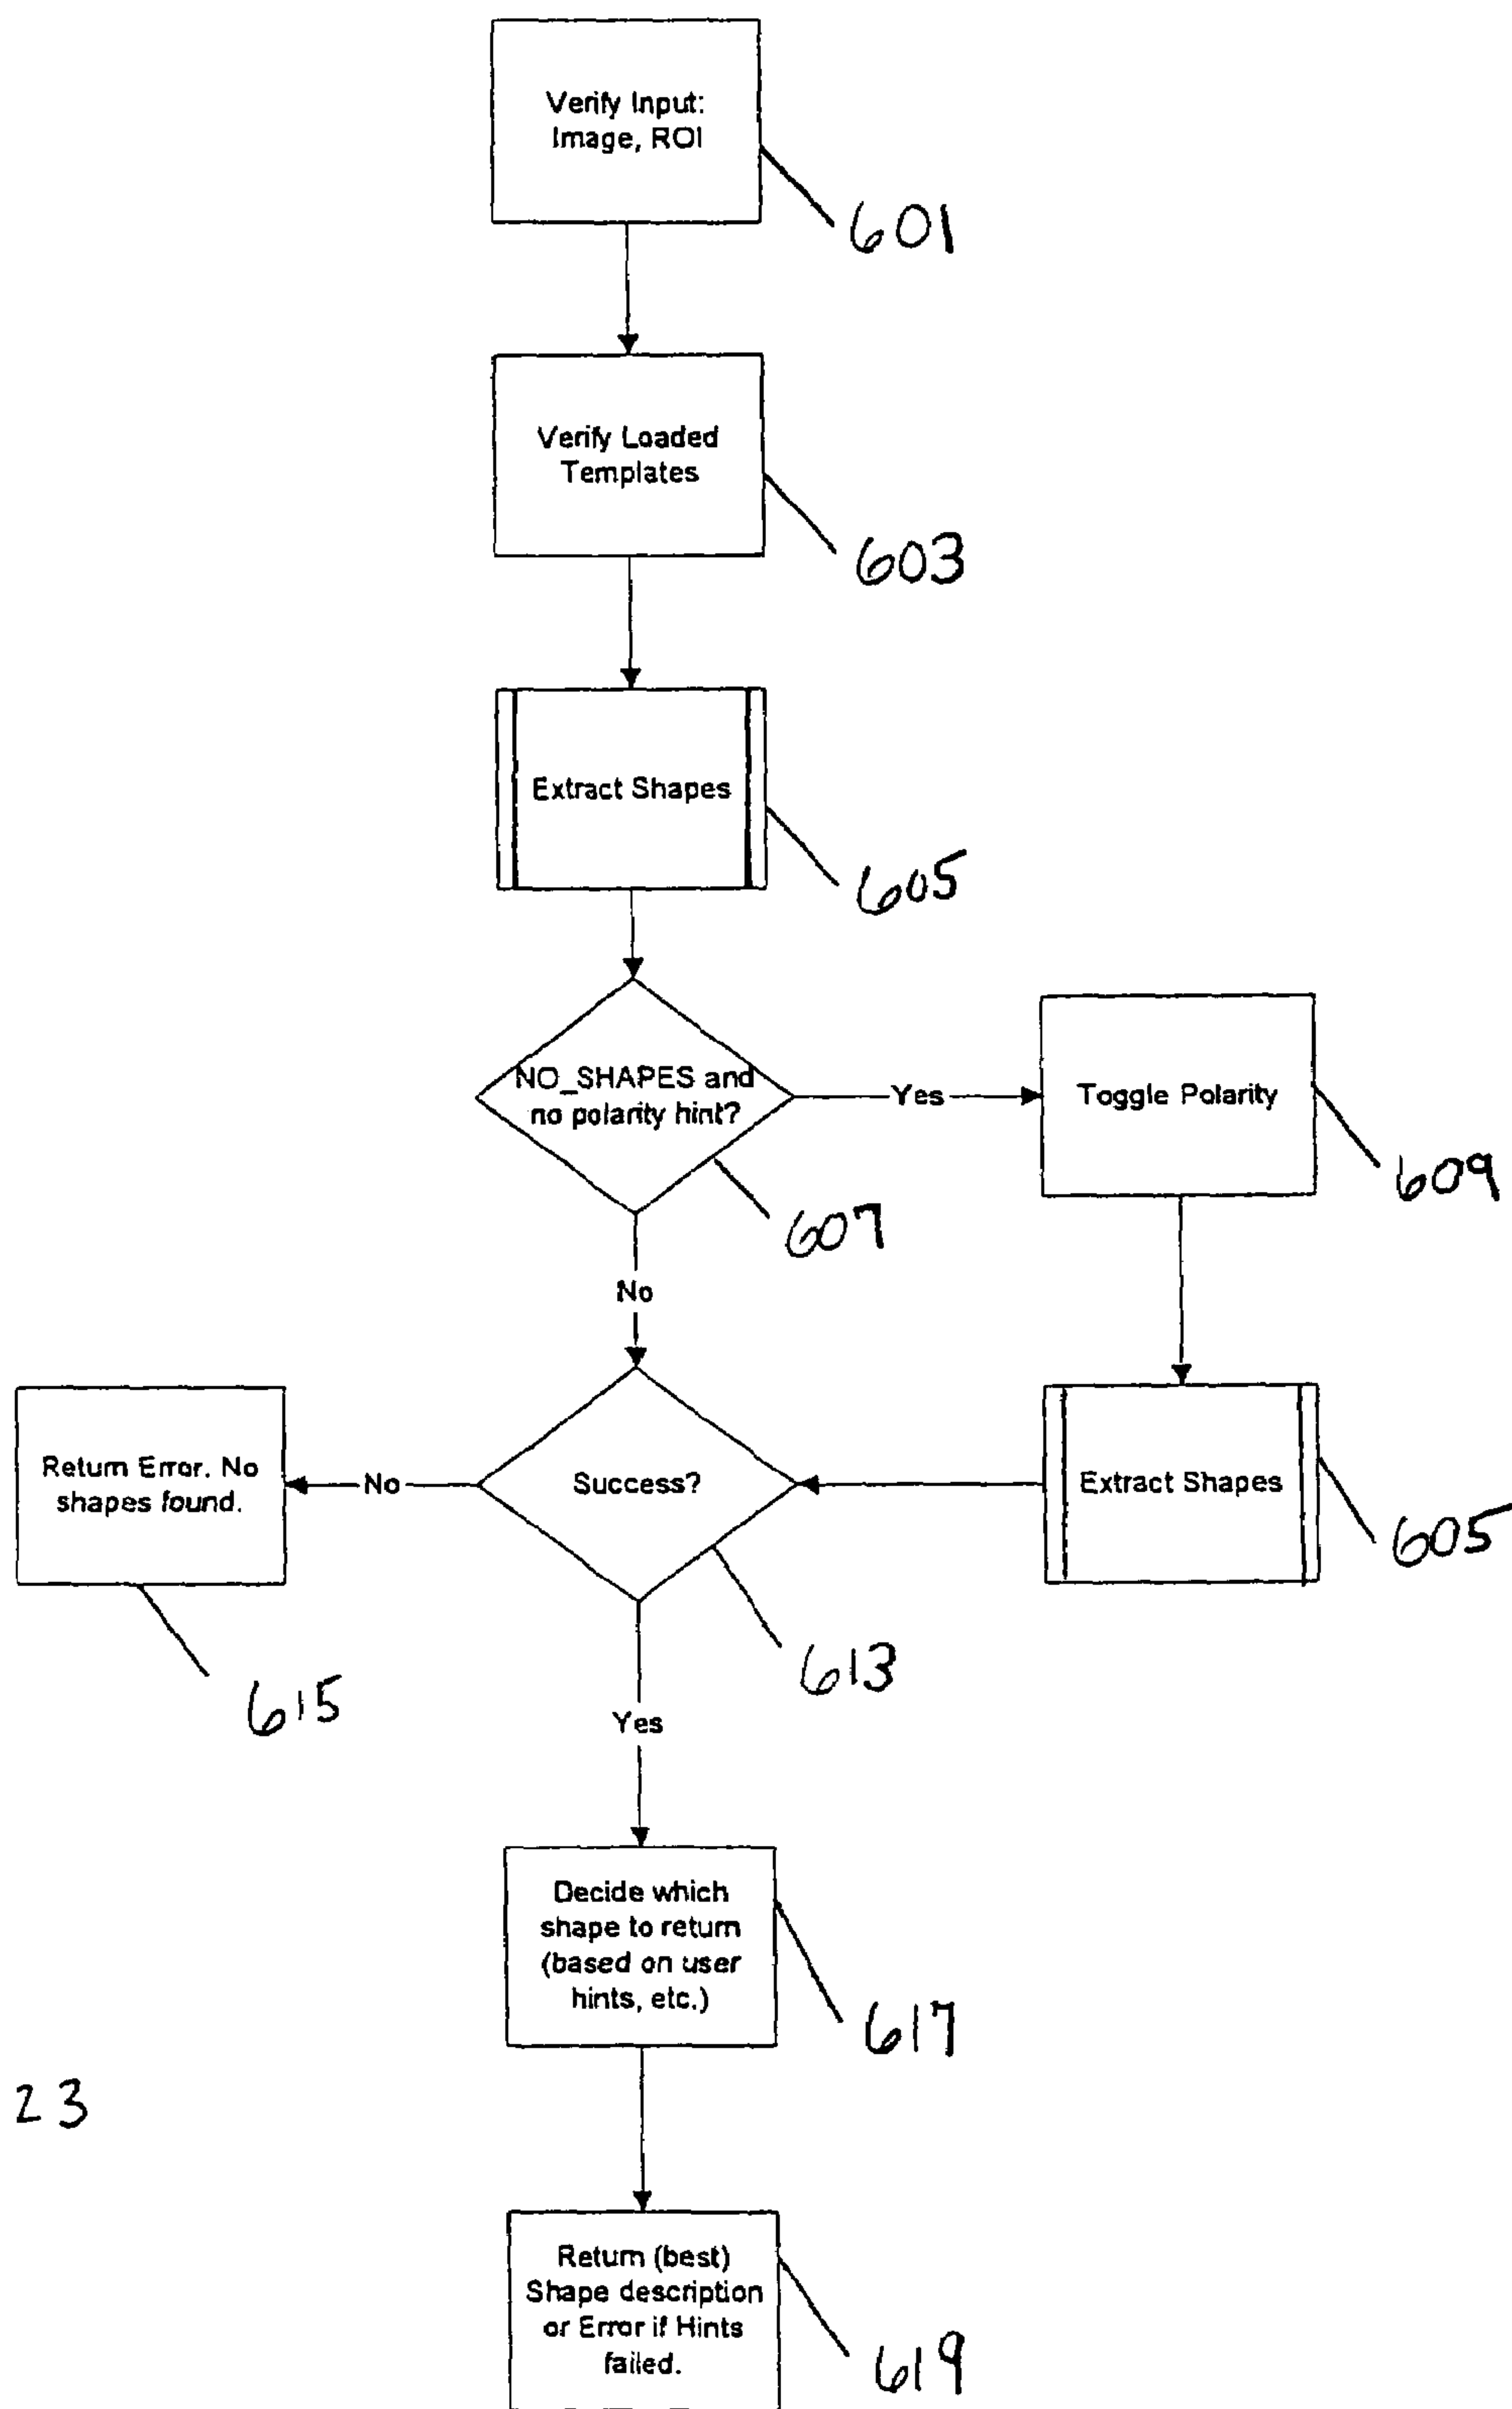 Verify Input:
Image, ROI
601
Verify Loaded
Templates
603
Extract Shapes
605
NO_SHAPES and
no polarity hint?
607
Yes
Toggle Polarity
609
No
Return Error. No
shapes found.
615
No
Success?
613
Extract Shapes
605
Yes
Decide which
shape to return
(based on user
hints, etc.)
617
23
Return (best)
Shape description
or Error if Hints
failed.
619